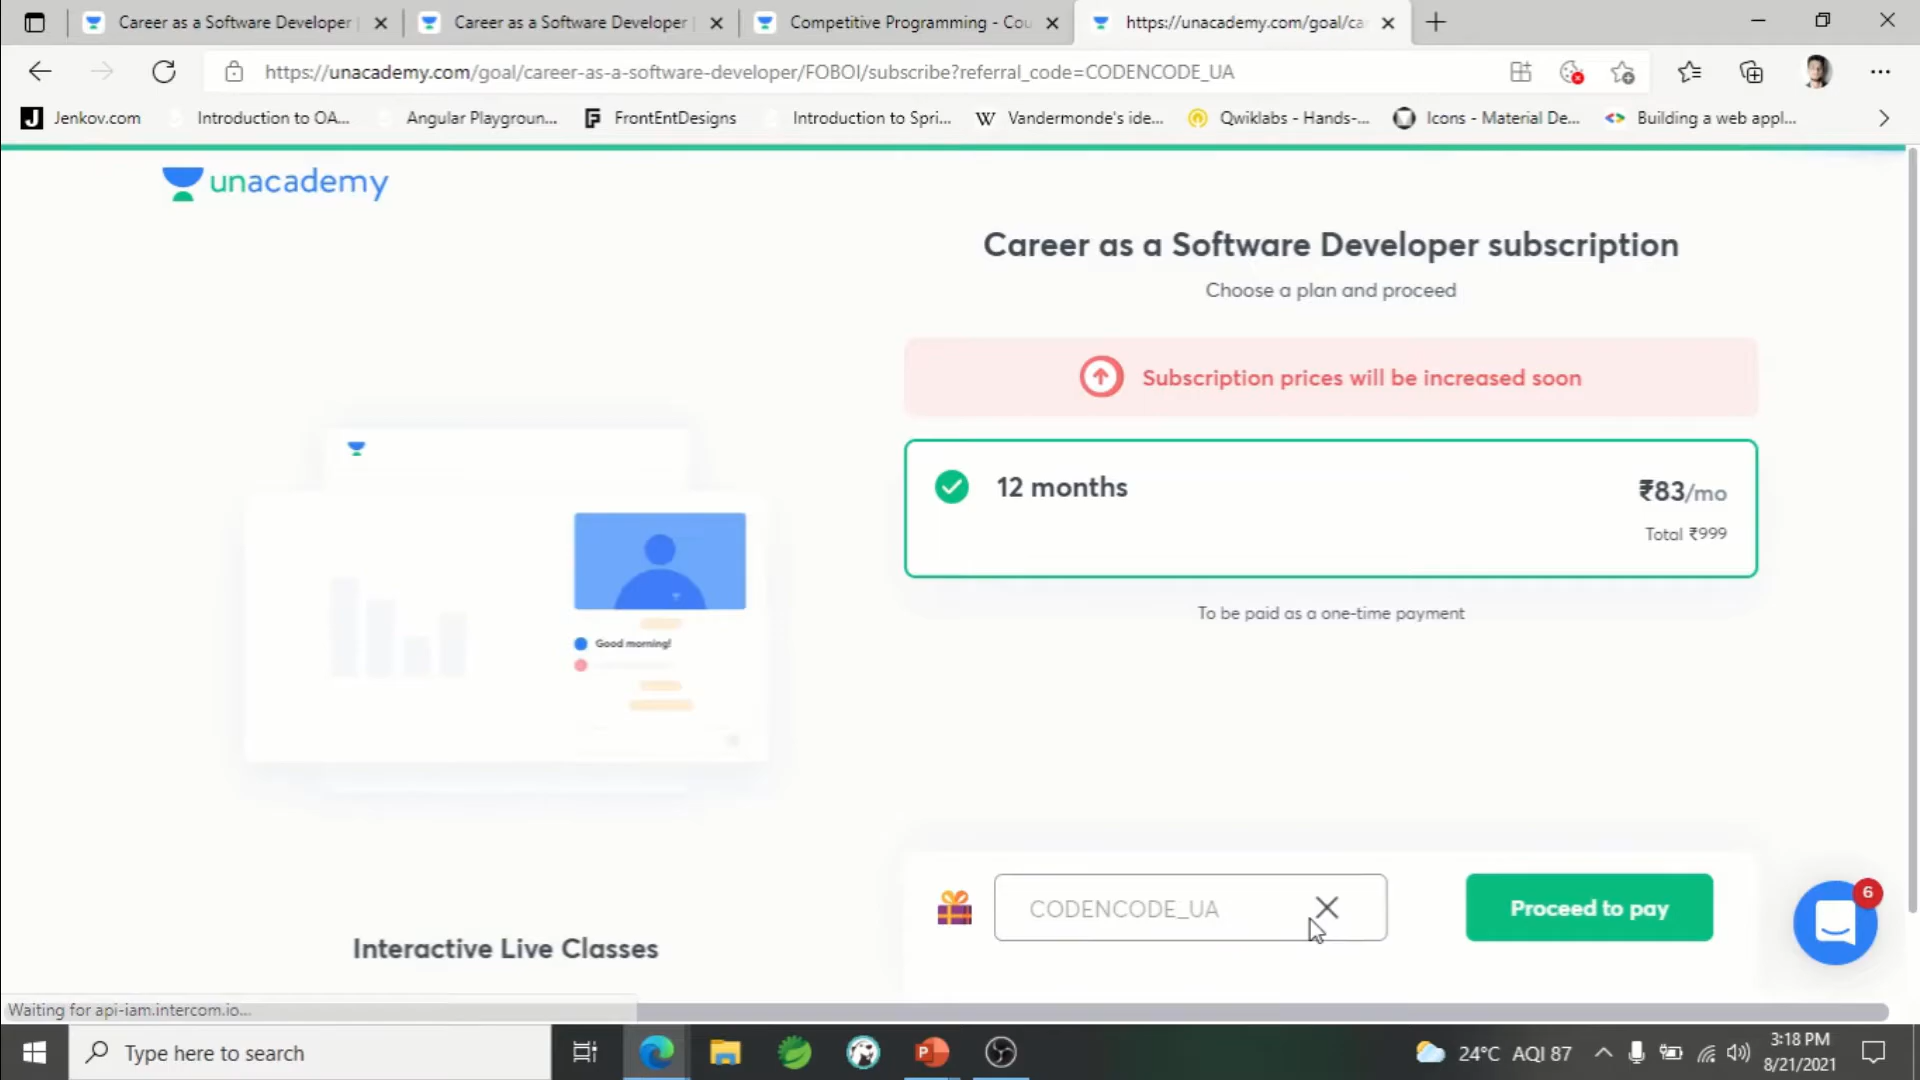 Career as a Software Developer
Career as a Software Developer
Competitive Programming - Cou
https://unacademy.com/goal/ca
https://unacademy.com/goal/career-as-a-software-developer/FOBOI/subscribe?referral_code=CODENCODE_UA
Jenkov.com
Introduction to OA...
Angular Playgroun...
FrontEntDesigns
Introduction to Spri...
Vandermonde's ide...
Qwiklabs - Hands-...
Icons - Material De...
Building a web appl...
unacademy
Career as a Software Developer subscription
Choose a plan and proceed
Subscription prices will be increased soon
12 months
₹83/mo
Total ₹999
To be paid as a one-time payment
Good morning!
CODENCODE_UA
Proceed to pay
6
Interactive Live Classes
Waiting for api-iam.intercom.io...
Type here to search
24°C AQI 87
3:18 PM
8/21/2021